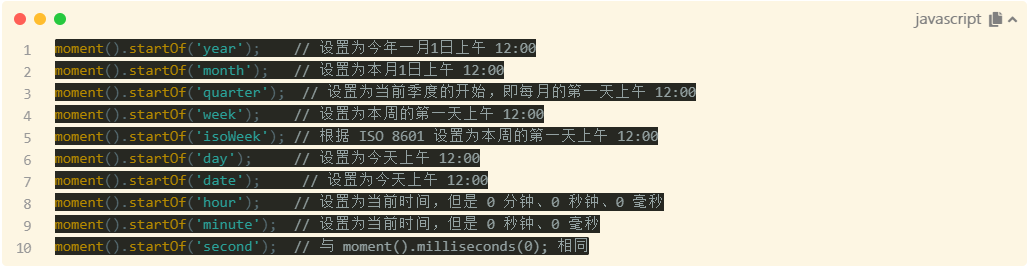 javascript
1 moment().startOf('year');    // 设置为今年一月1日上午 12:00
2 moment().startOf('month');   // 设置为本月1日上午 12:00
3 moment().startOf('quarter');  // 设置为当前季度的开始，即每月的第一天上午 12:00
4 moment().startOf('week');    // 设置为本周的第一天上午 12:00
5 moment().startOf('isoWeek'); // 根据 ISO 8601 设置为本周的第一天上午 12:00
6 moment().startOf('day');     // 设置为今天上午 12:00
7 moment().startOf('date');     // 设置为今天上午 12:00
8 moment().startOf('hour');    // 设置为当前时间，但是 0 分钟、0 秒钟、0 毫秒
9 moment().startOf('minute');  // 设置为当前时间，但是 0 秒钟、0 毫秒
10 moment().startOf('second');  // 与 moment().milliseconds(0); 相同